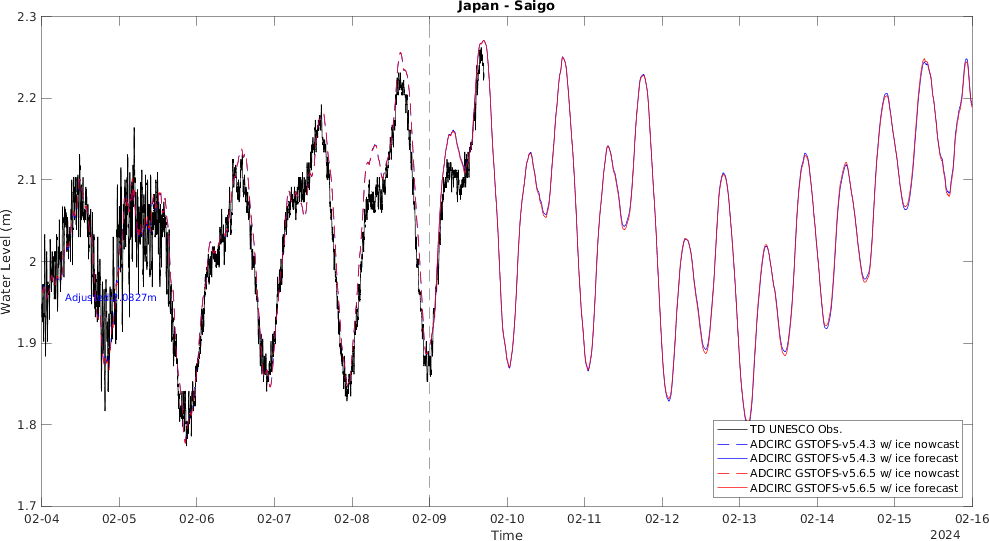 Japan - Saigo
2.3
2.2
2.1
2
1.9
1.8
1.7
Water Level (m)
02-04
02-05
02-06
02-07
02-08
02-09
02-10
02-11
02-12
02-13
02-14
02-15
02-16
Time
2024
TD UNESCO Obs.
ADCIRC GSTOFS-v5.4.3 w/ ice nowcast
ADCIRC GSTOFS-v5.4.3 w/ ice forecast
ADCIRC GSTOFS-v5.6.5 w/ ice nowcast
ADCIRC GSTOFS-v5.6.5 w/ ice forecast